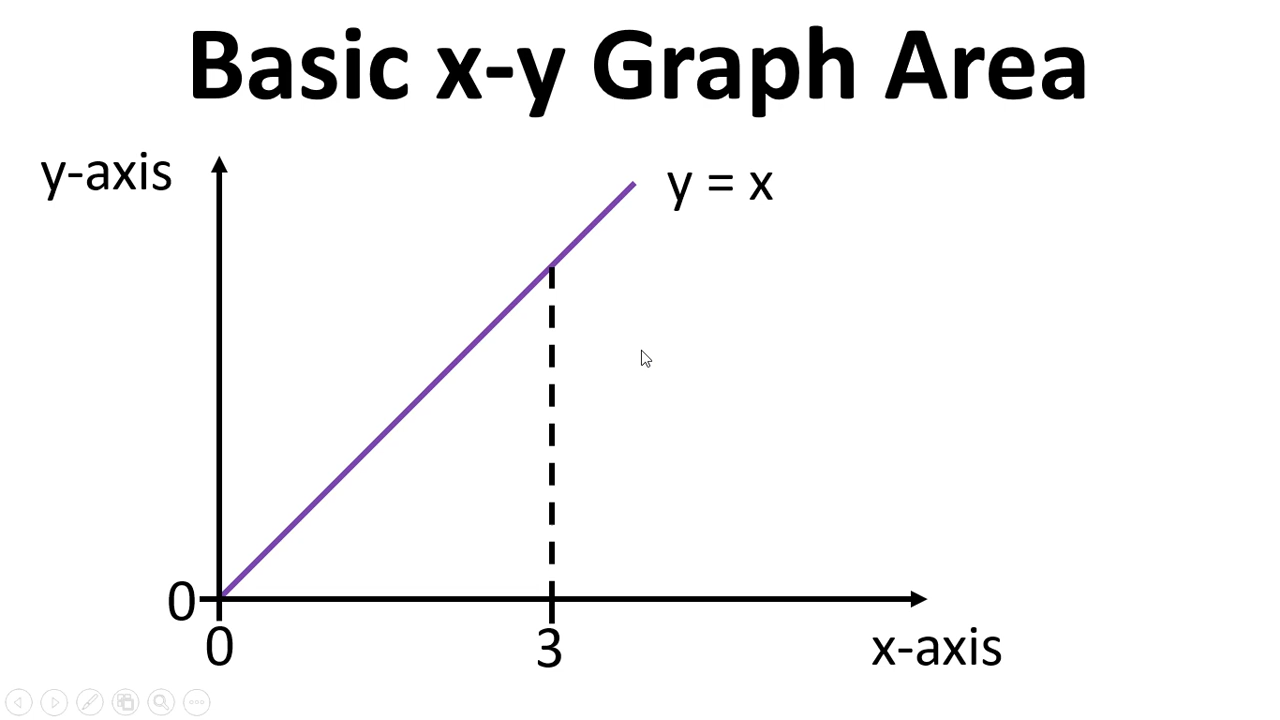 Basic x-y Graph Area
y-axis
y = x
0
0
3
x-axis